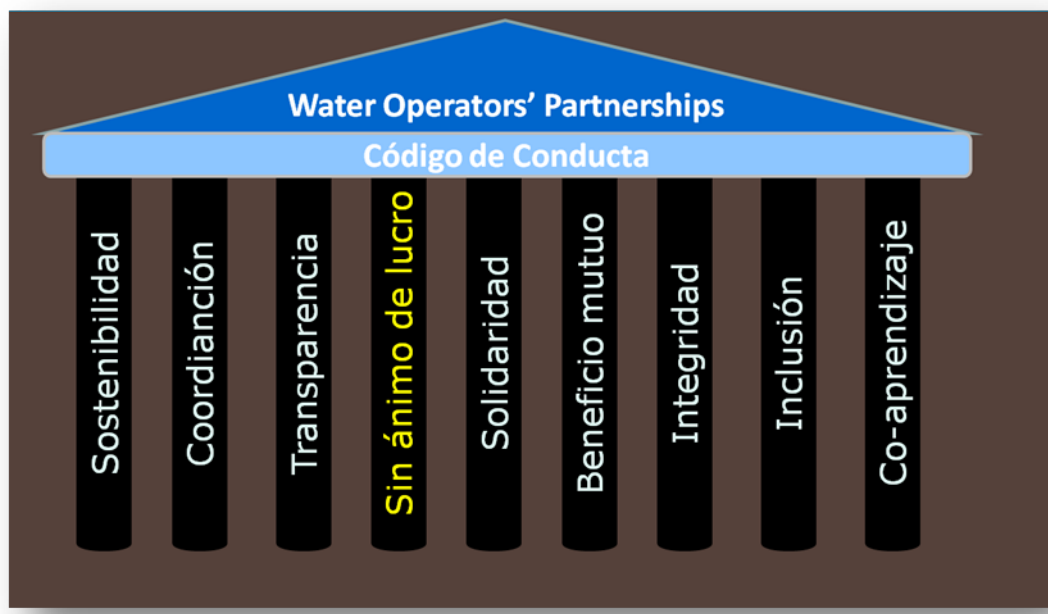 Water Operators’ Partnerships
Código de Conducta
Sostenibilidad
Coordianción
Transparencia
Sin ánimo de lucro
Solidaridad
Beneficio mutuo
Integridad
Inclusión
Co-aprendizaje